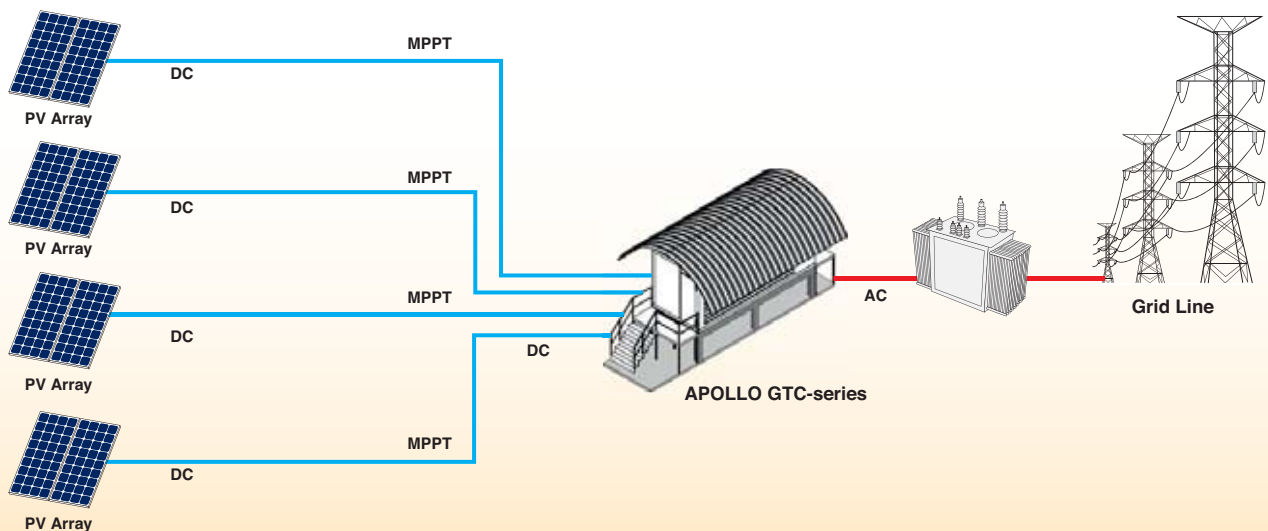 MPPT
DC
PV Array
MPPT
DC
PV Array
MPPT
DC
DC
PV Array
MPPT
DC
PV Array
APOLLO GTC-series
AC
Grid Line